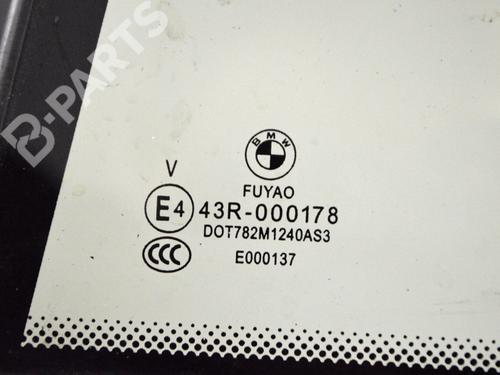 B-PARTS
BMW
FUYAO
V
E4 43R-000178
DOT782M1240AS3
CCC E000137